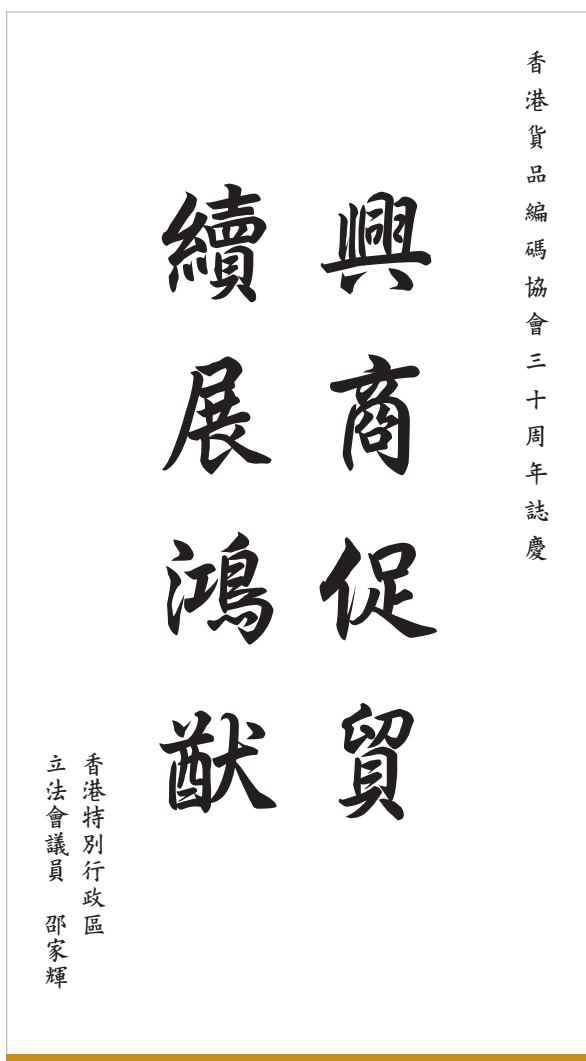 香港貨品編碼協會三十周年誌慶
興商促貿
續展鴻猷
香港特別行政區
立法會議員　邵家輝